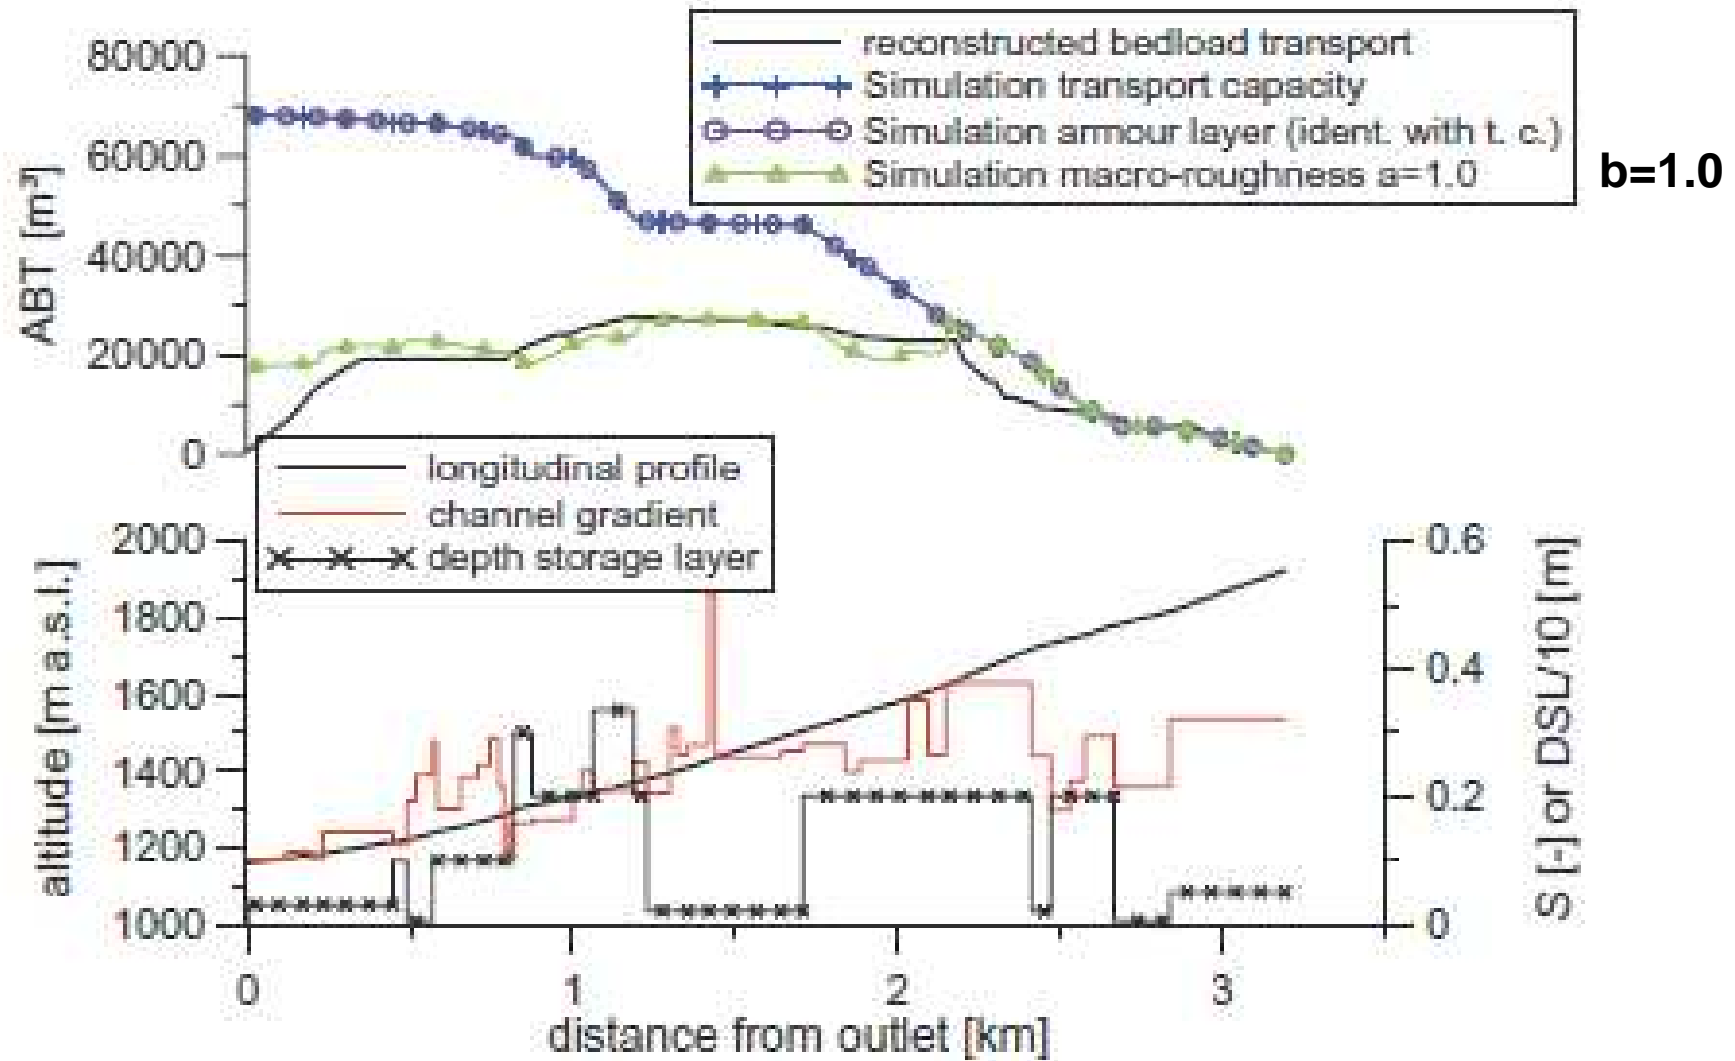 reconstructed bedload transport
Simulation transport capacity
Simulation armour layer (ident. with t. c.)
Simulation macro-roughness a=1.0
b=1.0
ABT [m³]
80000
60000
40000
20000
0
longitudinal profile
channel gradient
depth storage layer
altitude [m a.s.l.]
2000
1800
1600
1400
1200
1000
0.6
0.4
0.2
0
S [-] or DSL/10 [m]
0 1 2 3
distance from outlet [km]